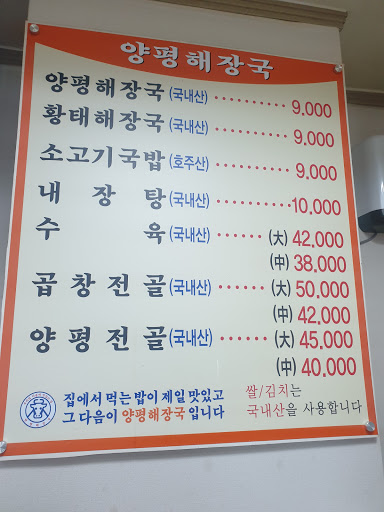 양평해장국
양평해장국(국내산) ·········· 9.000
황태해장국(국내산) ·········· 9.000
소고기국밥(호주산) ·········· 9.000
내장탕(국내산) ·········· 10,000
수육(국내산) ······ (大) 42,000
(中) 38.000
곱창전골(국내산) ······ (大) 50,000
(中) 42.000
양평전골(국내산) ······ (大) 45.000
(中) 40.000
집에서 먹는 밥이 제일 맛있고
그 다음이 양평해장국 입니다
쌀/김치는
국내산을 사용합니다